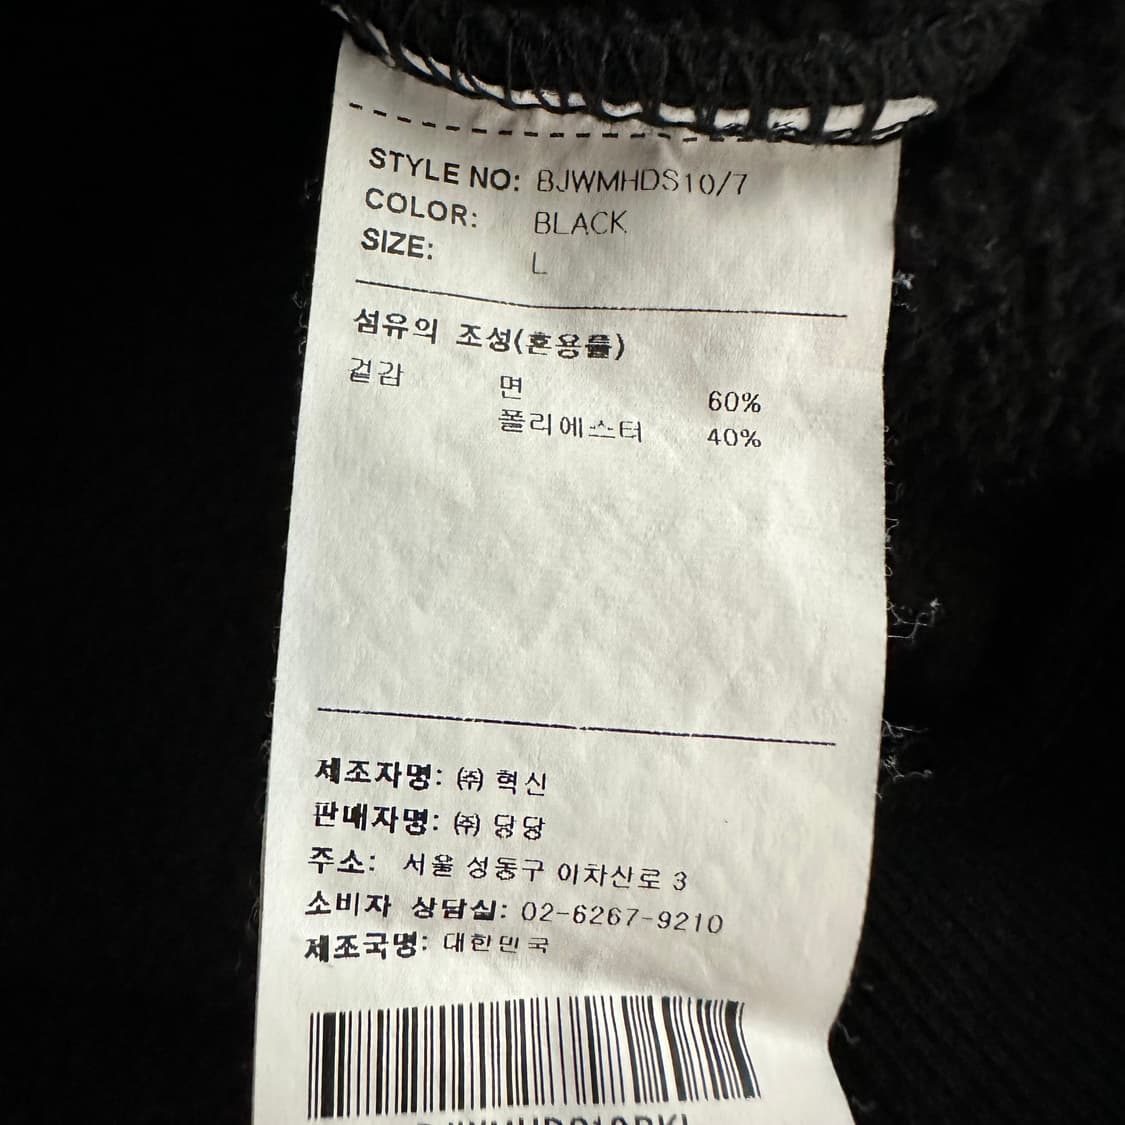 STYLE NO: BJWMHDS10/7
COLOR: BLACK
SIZE: L
섬유의 조성(혼용률)
겉감 면 60%
폴리에스터 40%
제조자명: ㈜ 혁신
판매자명: ㈜ 당당
주소: 서울 성동구 이차산로 3
소비자 상담실: 02-6267-9210
제조국명: 대한민국